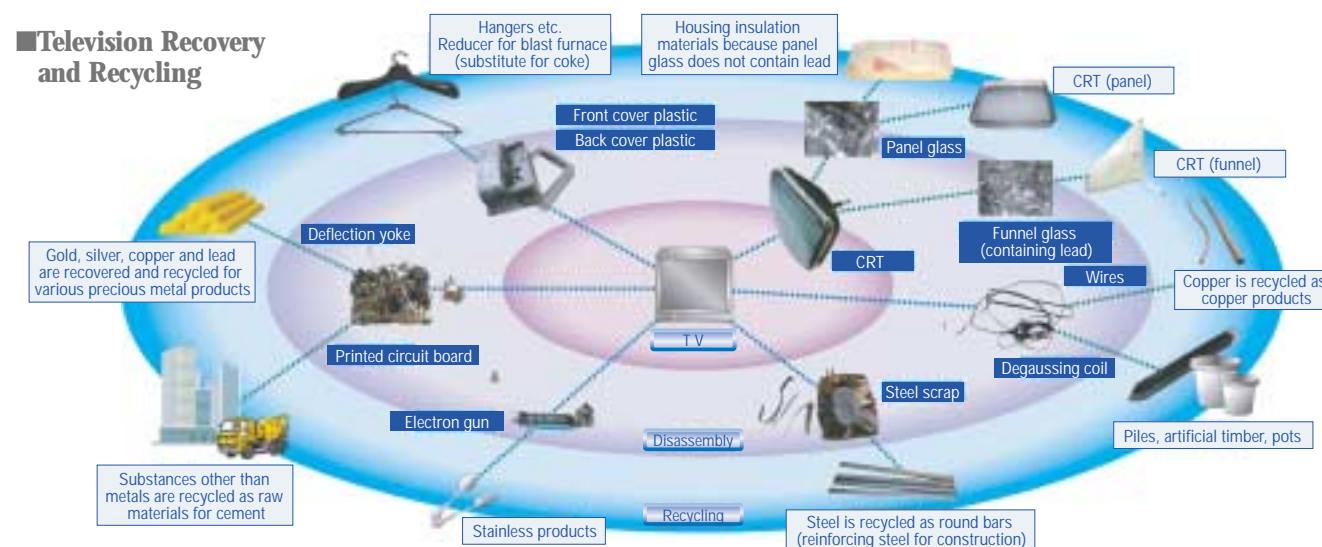 ■Television Recovery
and Recycling
Hangers etc.
Reducer for blast furnace
(substitute for coke)
Housing insulation
materials because panel
glass does not contain lead
CRT (panel)
Front cover plastic
Back cover plastic
Panel glass
CRT (funnel)
Deflection yoke
Funnel glass
(containing lead)
CRT
Wires
Gold, silver, copper and lead
are recovered and recycled for
various precious metal products
Copper is recycled as
copper products
T V
Printed circuit board
Degaussing coil
Steel scrap
Electron gun
Disassembly
Piles, artificial timber, pots
Substances other than
metals are recycled as raw
materials for cement
Recycling
Stainless products
Steel is recycled as round bars
(reinforcing steel for construction)